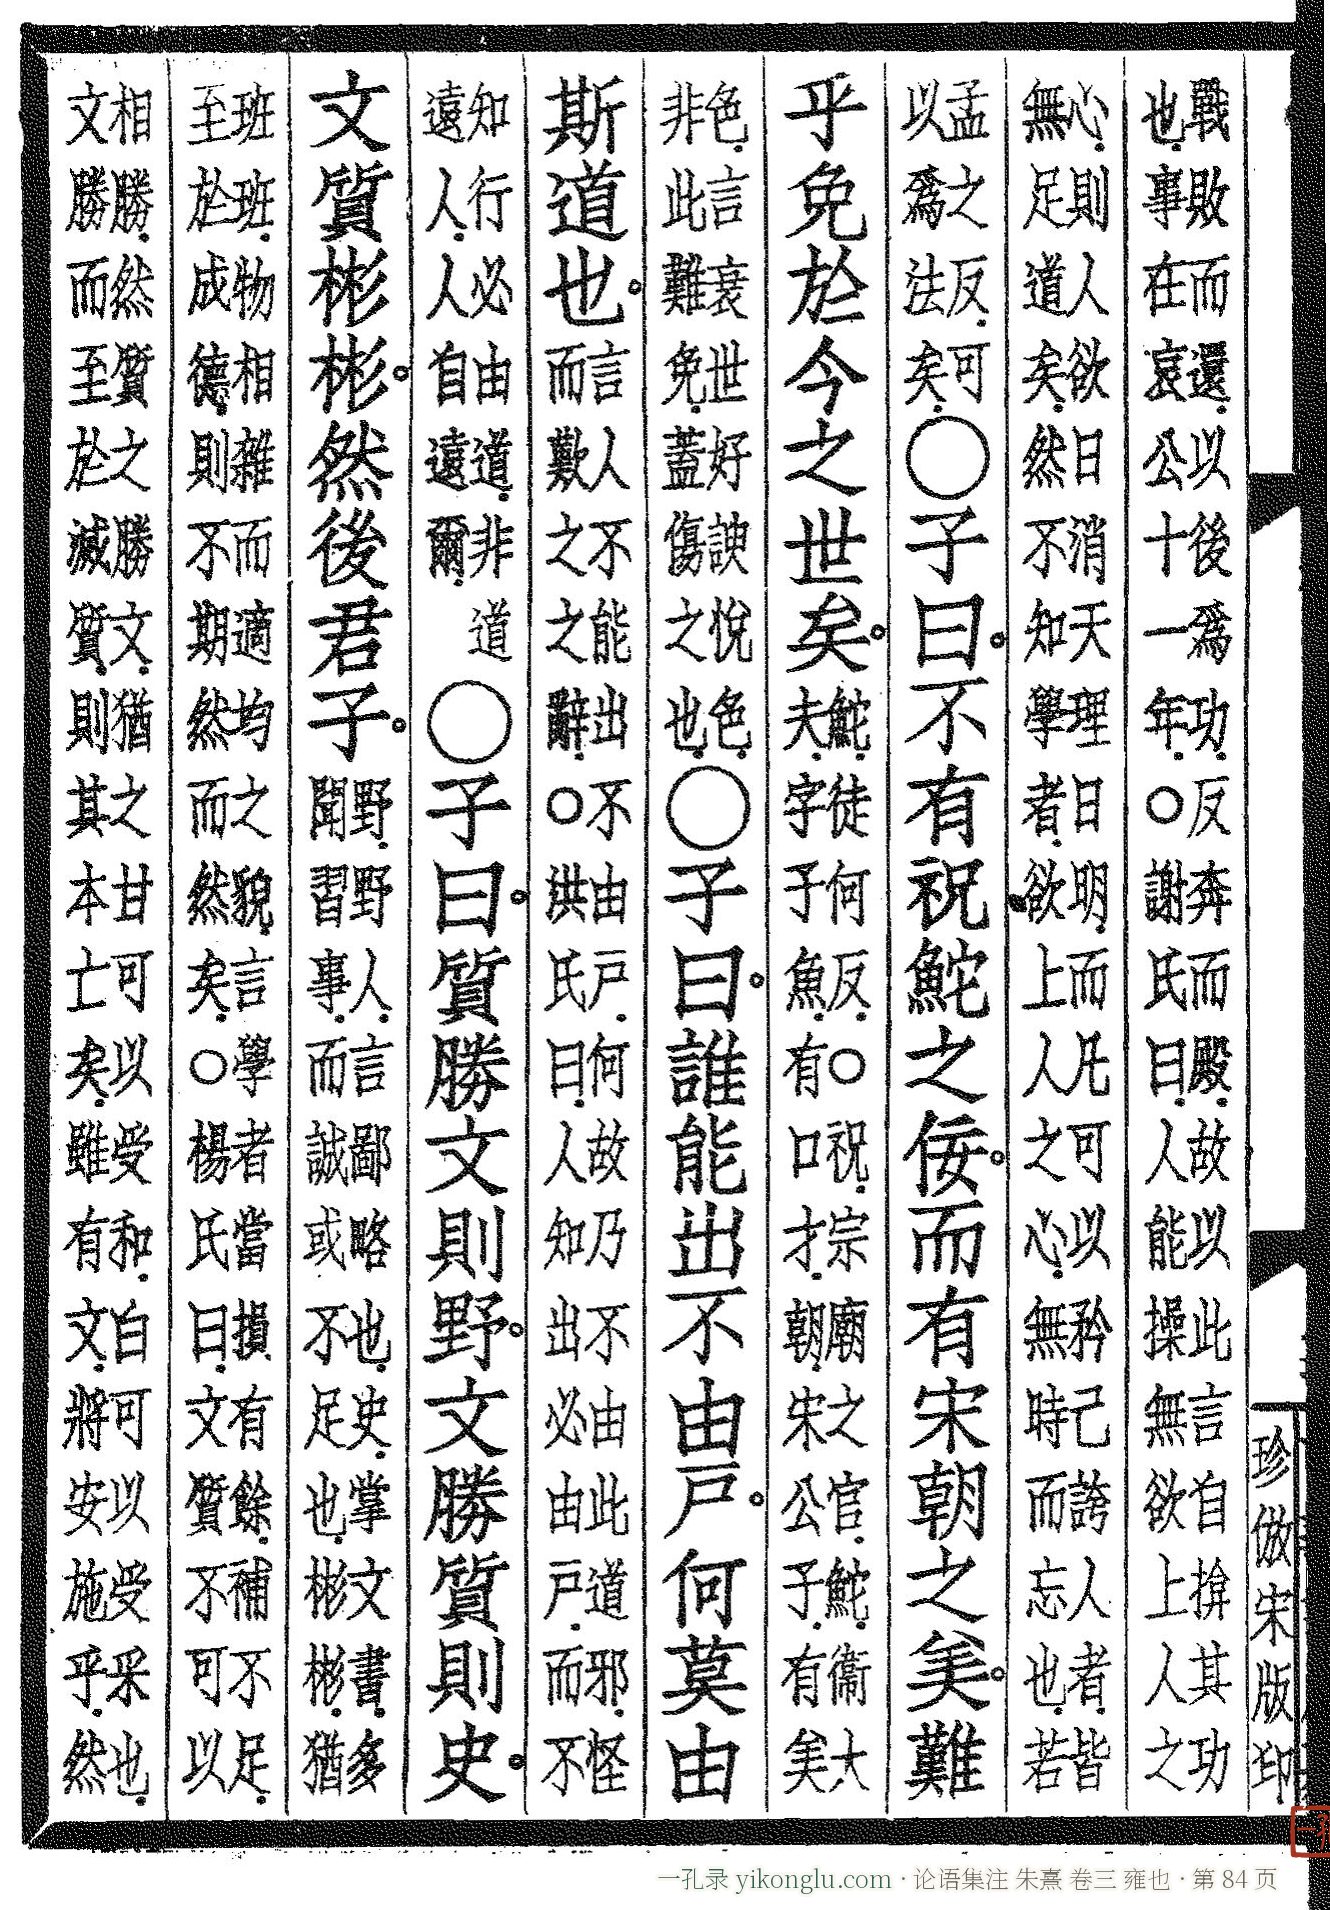 戰敗而還。以後爲功。反奔而殿。故以此言自揜其功
也。事在哀公十一年。○謝氏曰。人能操無欲上人之
心。則人欲日消天理日明。而凡可以矜己誇人者。皆
無足道矣。然不知學者。欲上人之心。無時而忘也。若
孟之反。可
以爲法矣。
○子曰。不有祝鮀之佞。而有宋朝之美。難
乎免於今之世矣。
鮀。徒何反。○祝。宗廟之官。鮀。衞大
夫。字子魚。有口才。朝。宋公子。有美
色。言衰世好諛悅色。
非此難免。蓋傷之也。
○子曰。誰能出不由戶。何莫由
斯道也。
言人不能出不由戶。何故乃不由此道邪。怪
而歎之之辭。○洪氏曰。人知出必由戶。而不
知行必由道。非道
遠人。人自遠爾。
○子曰。質勝文則野。文勝質則史。
文質彬彬。然後君子。
野。野人。言鄙略也。史。掌文書。多
聞習事。而誠或不足也。彬彬。猶
班班。物相雜而適均之貌。言學者當損有餘。補不足。
至於成德。則不期然而然矣。○楊氏曰。文質不可以
相勝。然質之勝文。猶之甘可以受和。白可以受采也。
文勝而至於滅質。則其本亡矣。雖有文。將安施乎。然
珍倣宋版印
一孔录 yikonglu.com · 论语集注 朱熹 卷三 雍也 · 第 84 页